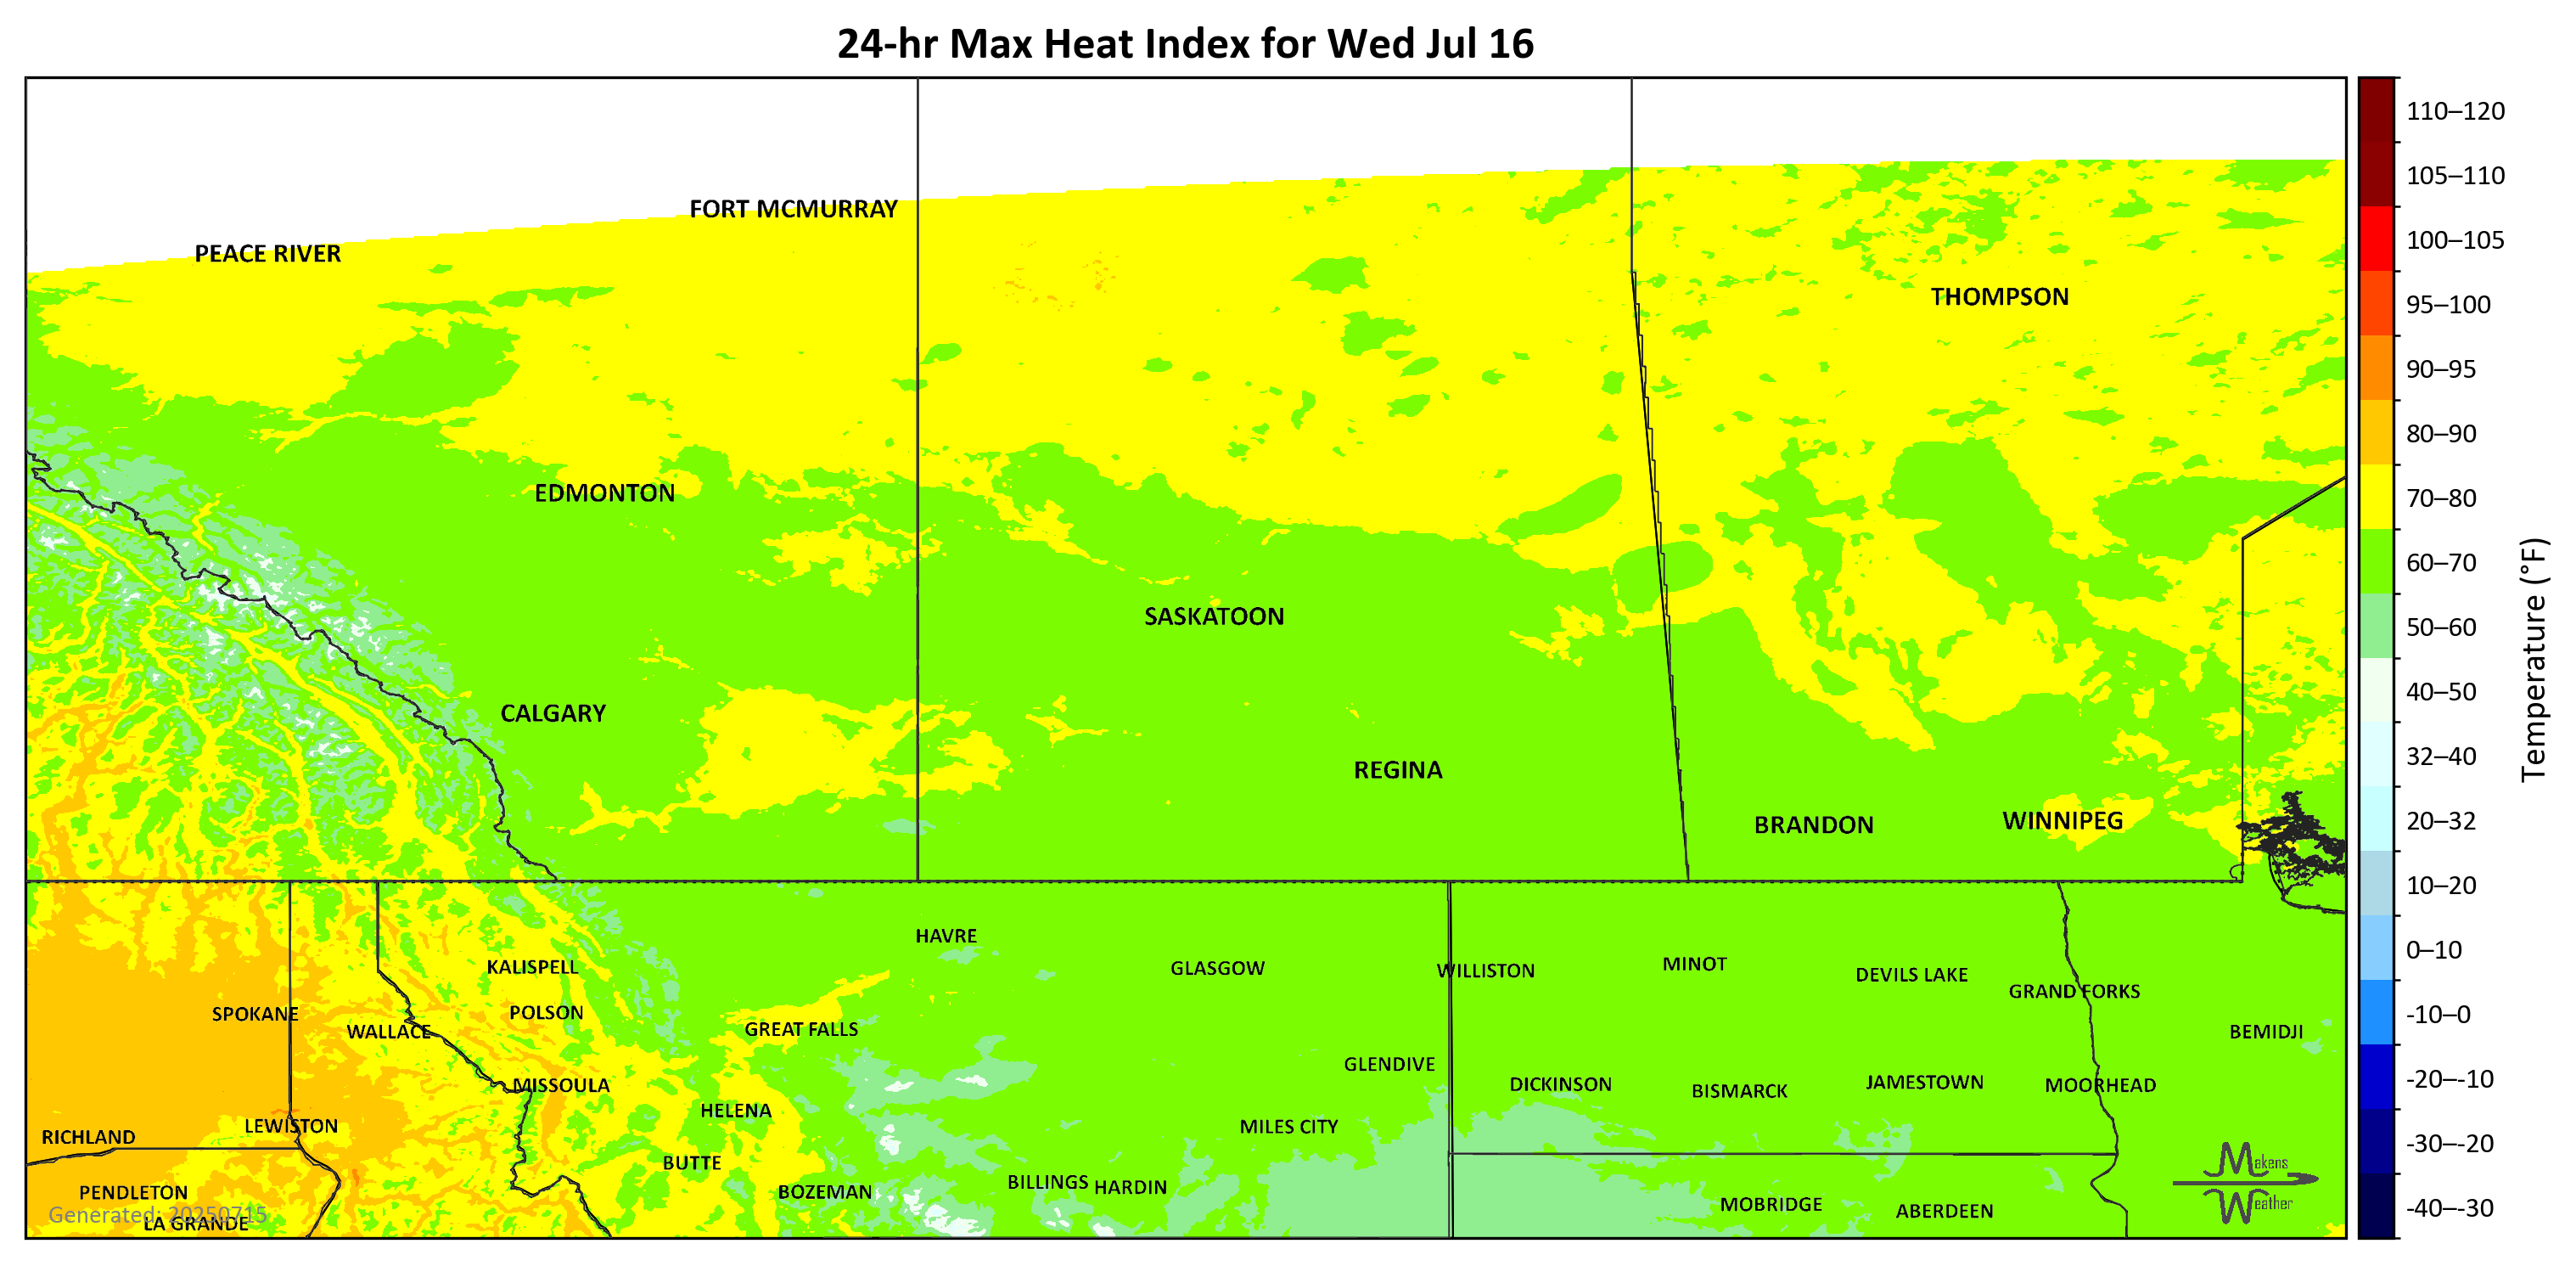 24-hr Max Heat Index for Wed Jul 16
110–120
105–110
100–105
95–100
90–95
80–90
70–80
60–70
50–60
40–50
32–40
20–32
10–20
0–10
-10–0
-20–-10
-30–-20
-40–-30
Temperature (°F)
FORT MCMURRAY
PEACE RIVER
THOMPSON
EDMONTON
SASKATOON
CALGARY
REGINA
BRANDON
WINNIPEG
HAVRE
GLASGOW
WILLISTON
MINOT
DEVILS LAKE
GRAND FORKS
KALISPELL
SPOKANE
POLSON
WALLACE
GREAT FALLS
BEMIDJI
GLENDIVE
MISSOULA
DICKINSON
BISMARCK
JAMESTOWN
MOORHEAD
HELENA
LEWISTON
MILES CITY
RICHLAND
BUTTE
BILLINGS
HARDIN
BOZEMAN
PENDLETON
MOBRIDGE
ABERDEEN
Generated: 20250715
LA GRANDE
Makens
Weather